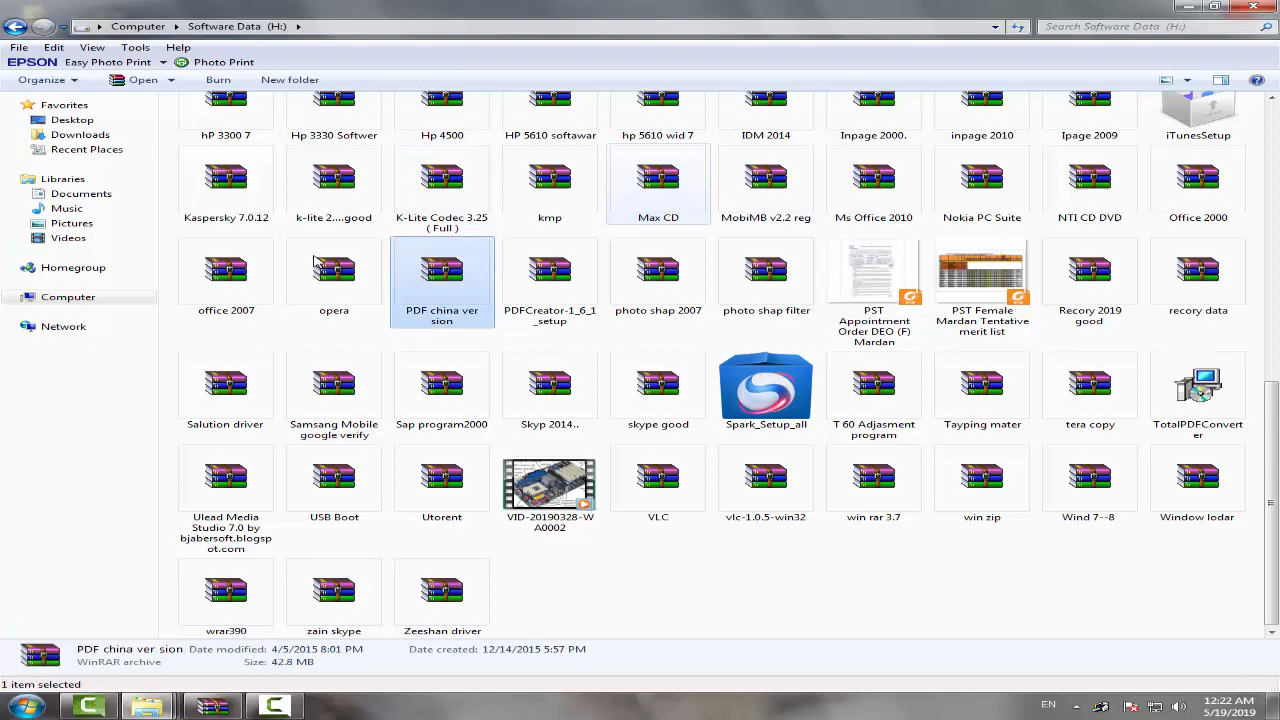 Computer
Software Data (H:)
Search Software Data (H:)
File Edit View Tools Help
EPSON Easy Photo Print Photo Print
Organize Open Burn New folder
Favorites
Desktop
Downloads
Recent Places
Libraries
Documents
Music
Pictures
Videos
Homegroup
Computer
Network
hP 3300 7
Hp 3330 Softwer
Hp 4500
HP 5610 softawar
hp 5610 wid 7
IDM 2014
Inpage 2000.
inpage 2010
Ipage 2009
iTunesSetup
Kaspersky 7.0.12
k-lite 2....good
K-Lite Codec 3.25
( Full )
kmp
Max CD
MobiMB v2.2 reg
Ms Office 2010
Nokia PC Suite
NTI CD DVD
Office 2000
office 2007
opera
PDF china ver
sion
PDFCreator-1_6_1
_setup
photo shap 2007
photo shap filter
PST
Appointment
Order DEO (F)
Mardan
PST Female
Mardan Tentative
merit list
Recory 2019
good
recory data
Salution driver
Samsang Mobile
google verify
Sap program2000
Skyp 2014..
skype good
Spark_Setup_all
T 60 Adjasment
program
Tayping mater
tera copy
TotalPDFConvert
er
Ulead Media
Studio 7.0 by
bjabersoft.blogsp
ot.com
USB Boot
Utorent
VID-20190328-W
A0002
VLC
vlc-1.0.5-win32
win rar 3.7
win zip
Wind 7--8
Window lodar
wrar390
zain skype
Zeeshan driver
PDF china ver sion Date modified: 4/5/2015 8:01 PM Date created: 12/14/2015 5:57 PM
WinRAR archive Size: 42.8 MB
1 item selected
EN
12:22 AM
5/19/2019